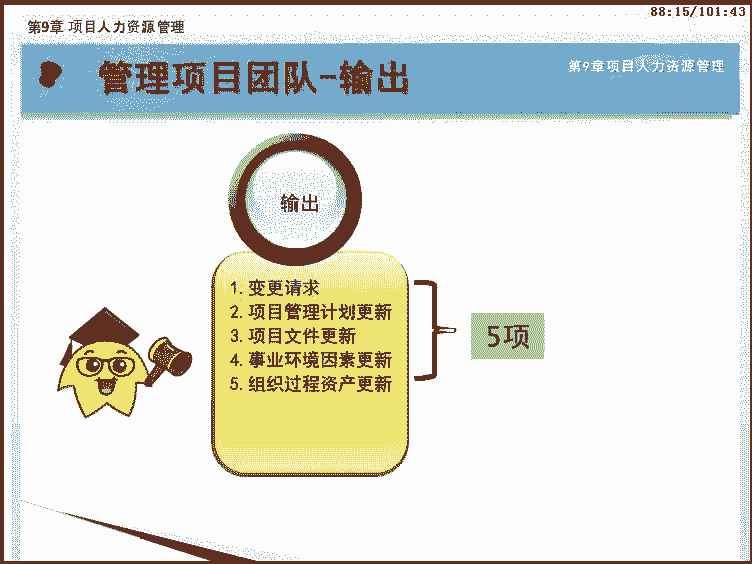 88:15/101:43
第9章 项目人力资源管理
管理项目团队-输出
第9章项目人力资源管理
输出
1. 变更请求
2. 项目管理计划更新
3. 项目文件更新
4. 事业环境因素更新
5. 组织过程资产更新
5项